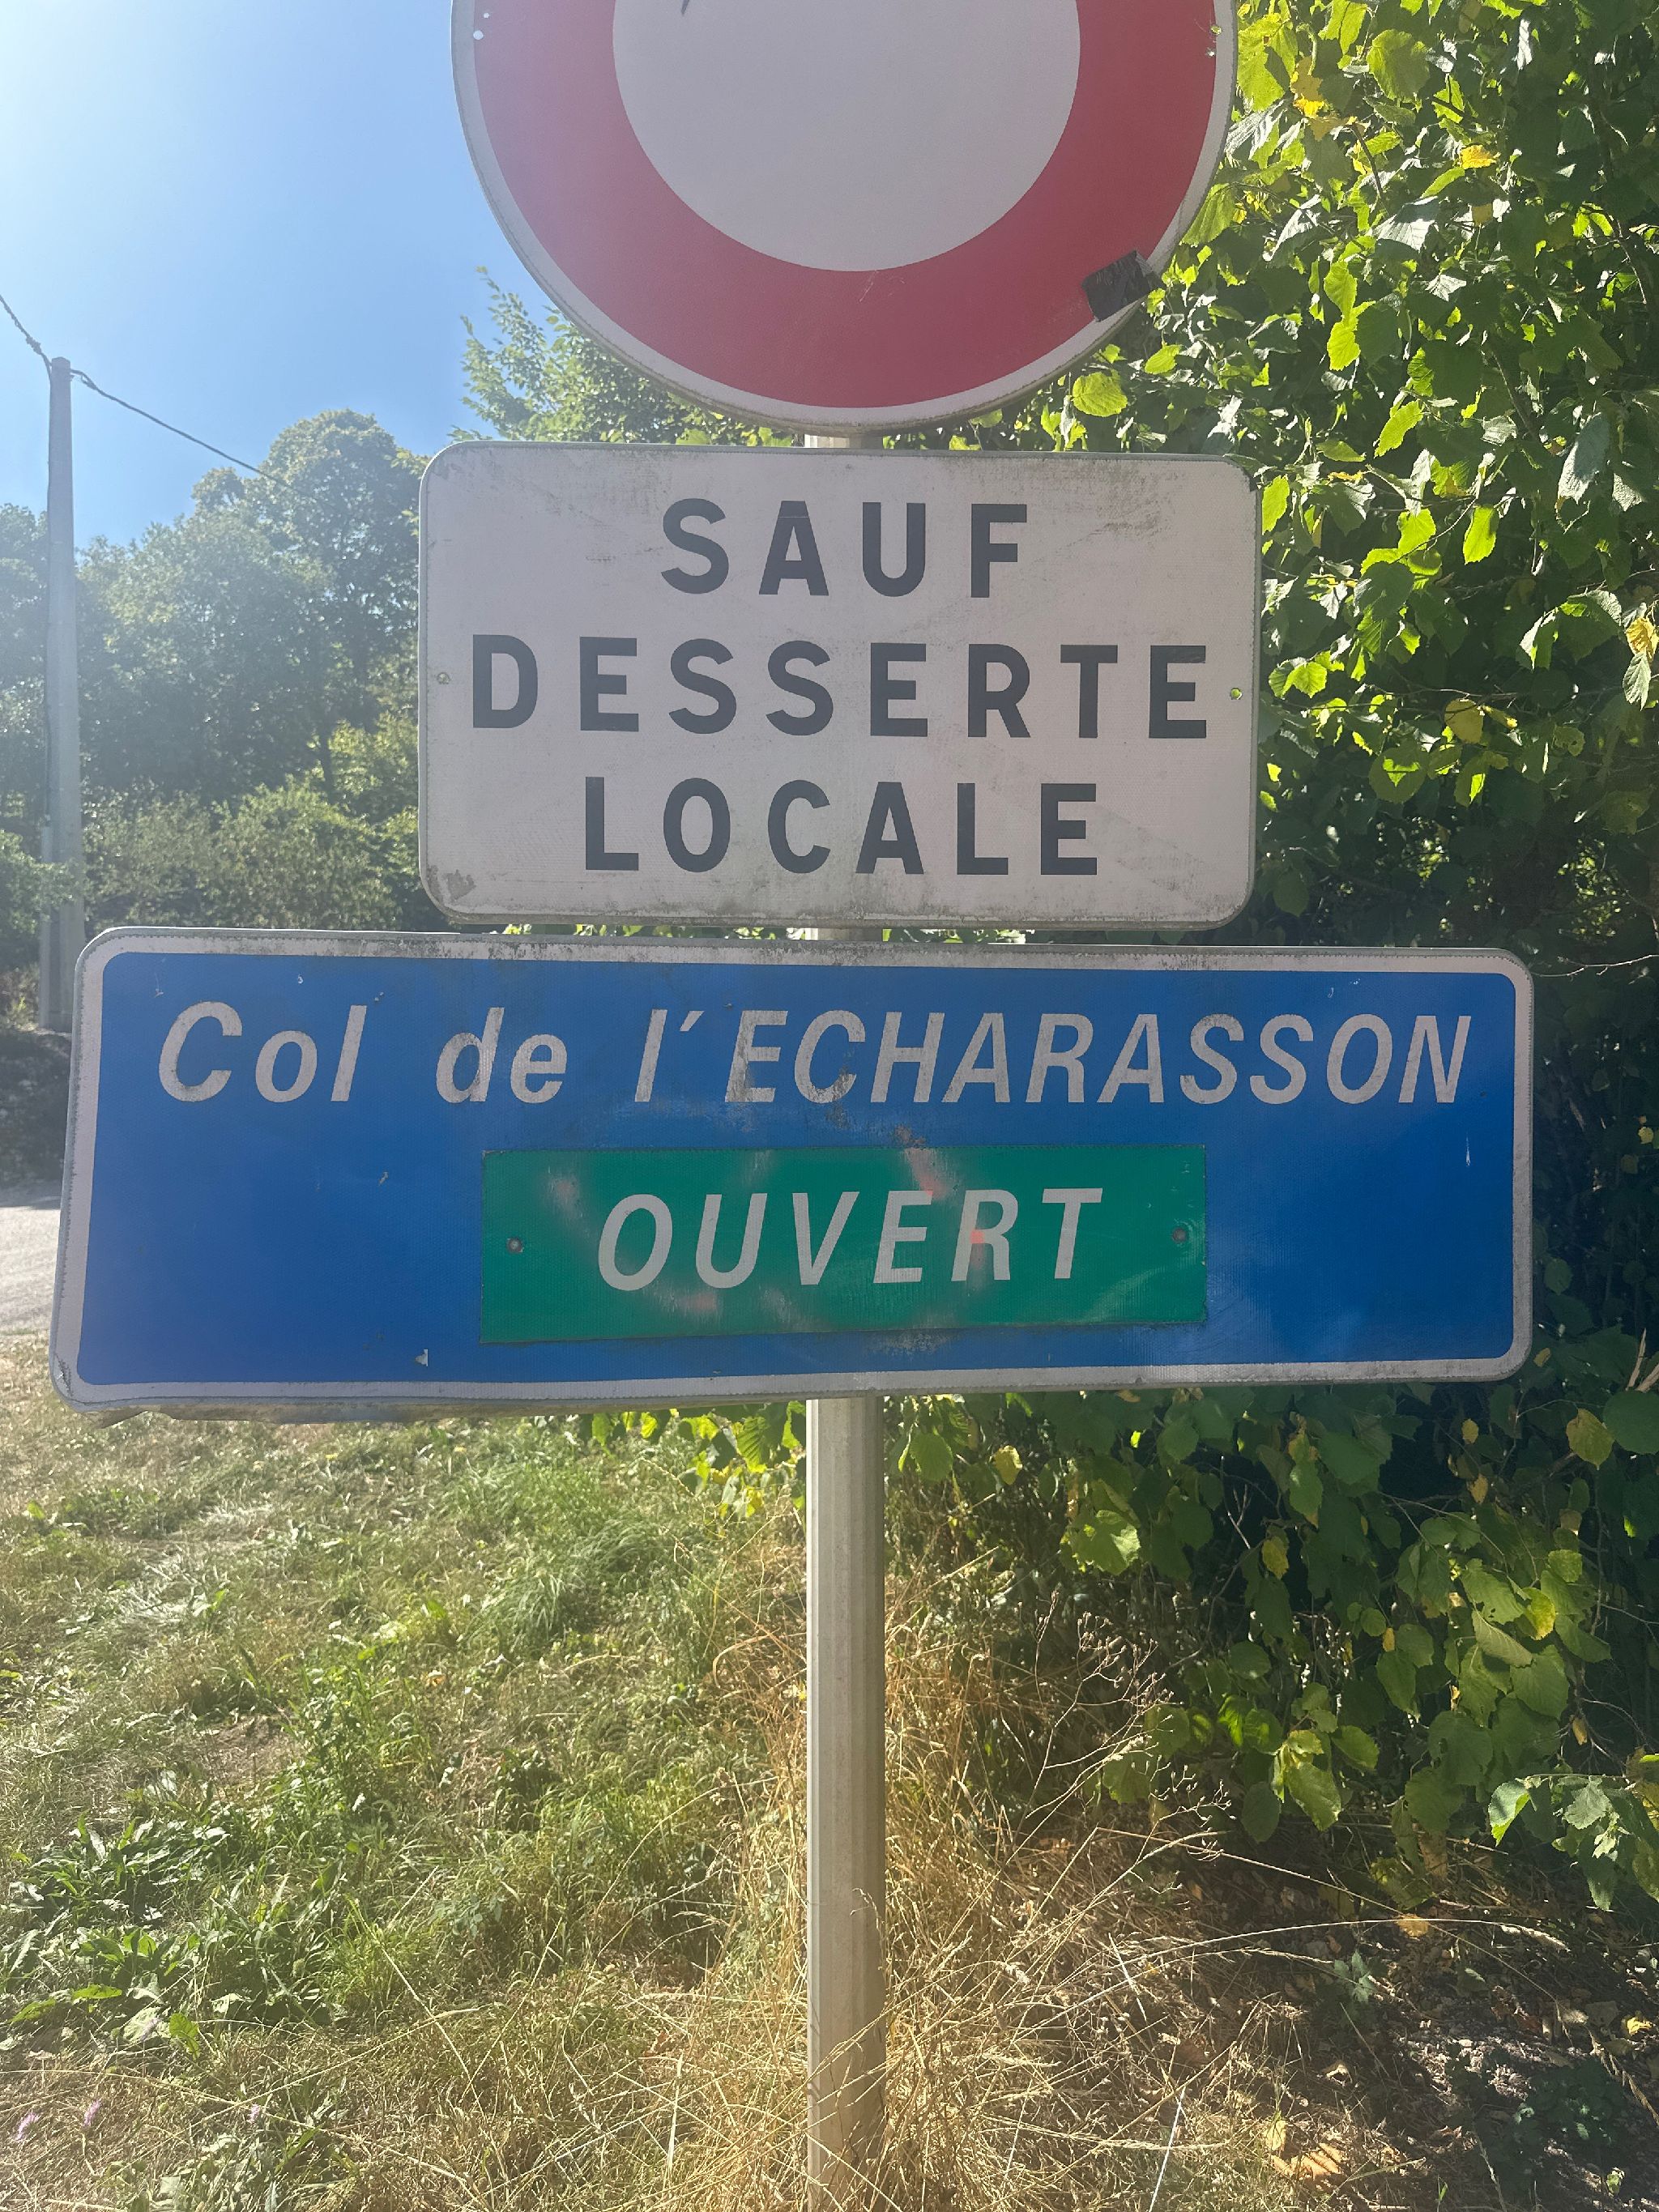 SAUF
DESSERTE
LOCALE
Col de l'ECHARASSON
OUVERT